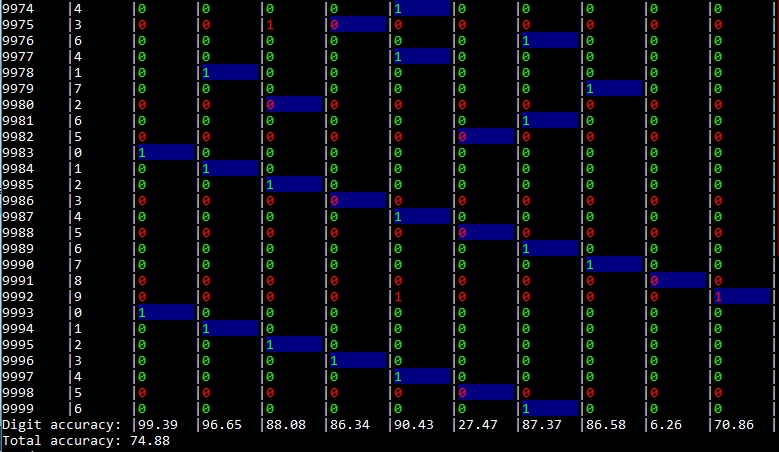 9974 |4 |0 |0 |0 |0 |1 |0 |0 |0 |0 |0 |
9975 |3 |0 |0 |1 |0 |0 |0 |0 |0 |0 |0 |
9976 |6 |0 |0 |0 |0 |0 |0 |1 |0 |0 |0 |
9977 |4 |0 |0 |0 |0 |1 |0 |0 |0 |0 |0 |
9978 |1 |0 |1 |0 |0 |0 |0 |0 |0 |0 |0 |
9979 |7 |0 |0 |0 |0 |0 |0 |0 |1 |0 |0 |
9980 |2 |0 |0 |0 |0 |0 |0 |0 |0 |0 |0 |
9981 |6 |0 |0 |0 |0 |0 |0 |1 |0 |0 |0 |
9982 |5 |0 |0 |0 |0 |0 |0 |0 |0 |0 |0 |
9983 |0 |1 |0 |0 |0 |0 |0 |0 |0 |0 |0 |
9984 |1 |0 |1 |0 |0 |0 |0 |0 |0 |0 |0 |
9985 |2 |0 |0 |1 |0 |0 |0 |0 |0 |0 |0 |
9986 |3 |0 |0 |0 |0 |0 |0 |0 |0 |0 |0 |
9987 |4 |0 |0 |0 |0 |1 |0 |0 |0 |0 |0 |
9988 |5 |0 |0 |0 |0 |0 |0 |0 |0 |0 |0 |
9989 |6 |0 |0 |0 |0 |0 |0 |1 |0 |0 |0 |
9990 |7 |0 |0 |0 |0 |0 |0 |0 |1 |0 |0 |
9991 |8 |0 |0 |0 |0 |0 |0 |0 |0 |0 |0 |
9992 |9 |0 |0 |0 |0 |1 |0 |0 |0 |0 |1 |
9993 |0 |1 |0 |0 |0 |0 |0 |0 |0 |0 |0 |
9994 |1 |0 |1 |0 |0 |0 |0 |0 |0 |0 |0 |
9995 |2 |0 |0 |1 |0 |0 |0 |0 |0 |0 |0 |
9996 |3 |0 |0 |0 |1 |0 |0 |0 |0 |0 |0 |
9997 |4 |0 |0 |0 |0 |1 |0 |0 |0 |0 |0 |
9998 |5 |0 |0 |0 |0 |0 |0 |0 |0 |0 |0 |
9999 |6 |0 |0 |0 |0 |0 |0 |1 |0 |0 |0 |
Digit accuracy: |99.39 |96.65 |88.08 |86.34 |90.43 |27.47 |87.37 |86.58 |6.26 |70.86 |
Total accuracy: 74.88